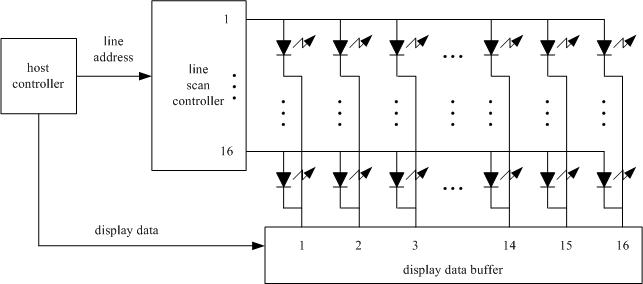 host
controller
line
address
1
line
scan
controller
16
display data
1 2 3 14 15 16
display data buffer